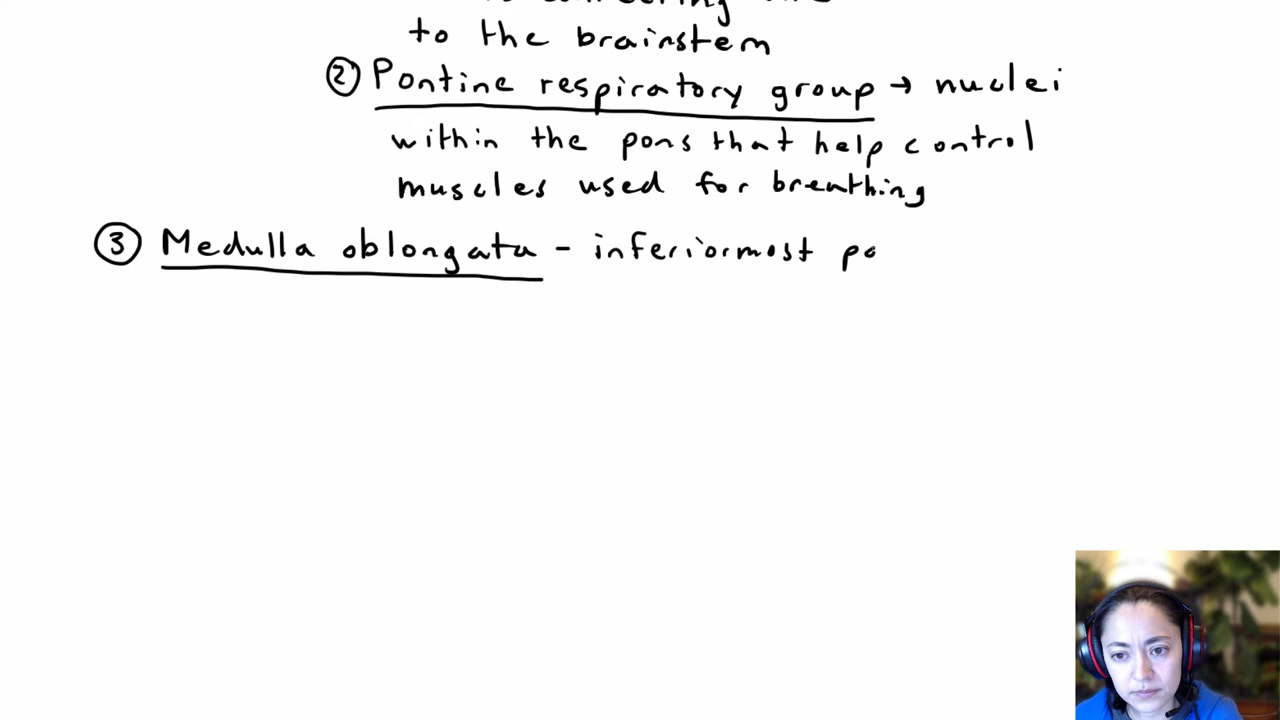 to the brainstem
② Pontine respiratory group → nuclei
within the pons that help control
muscles used for breathing
③ Medulla oblongata - inferiormost pa